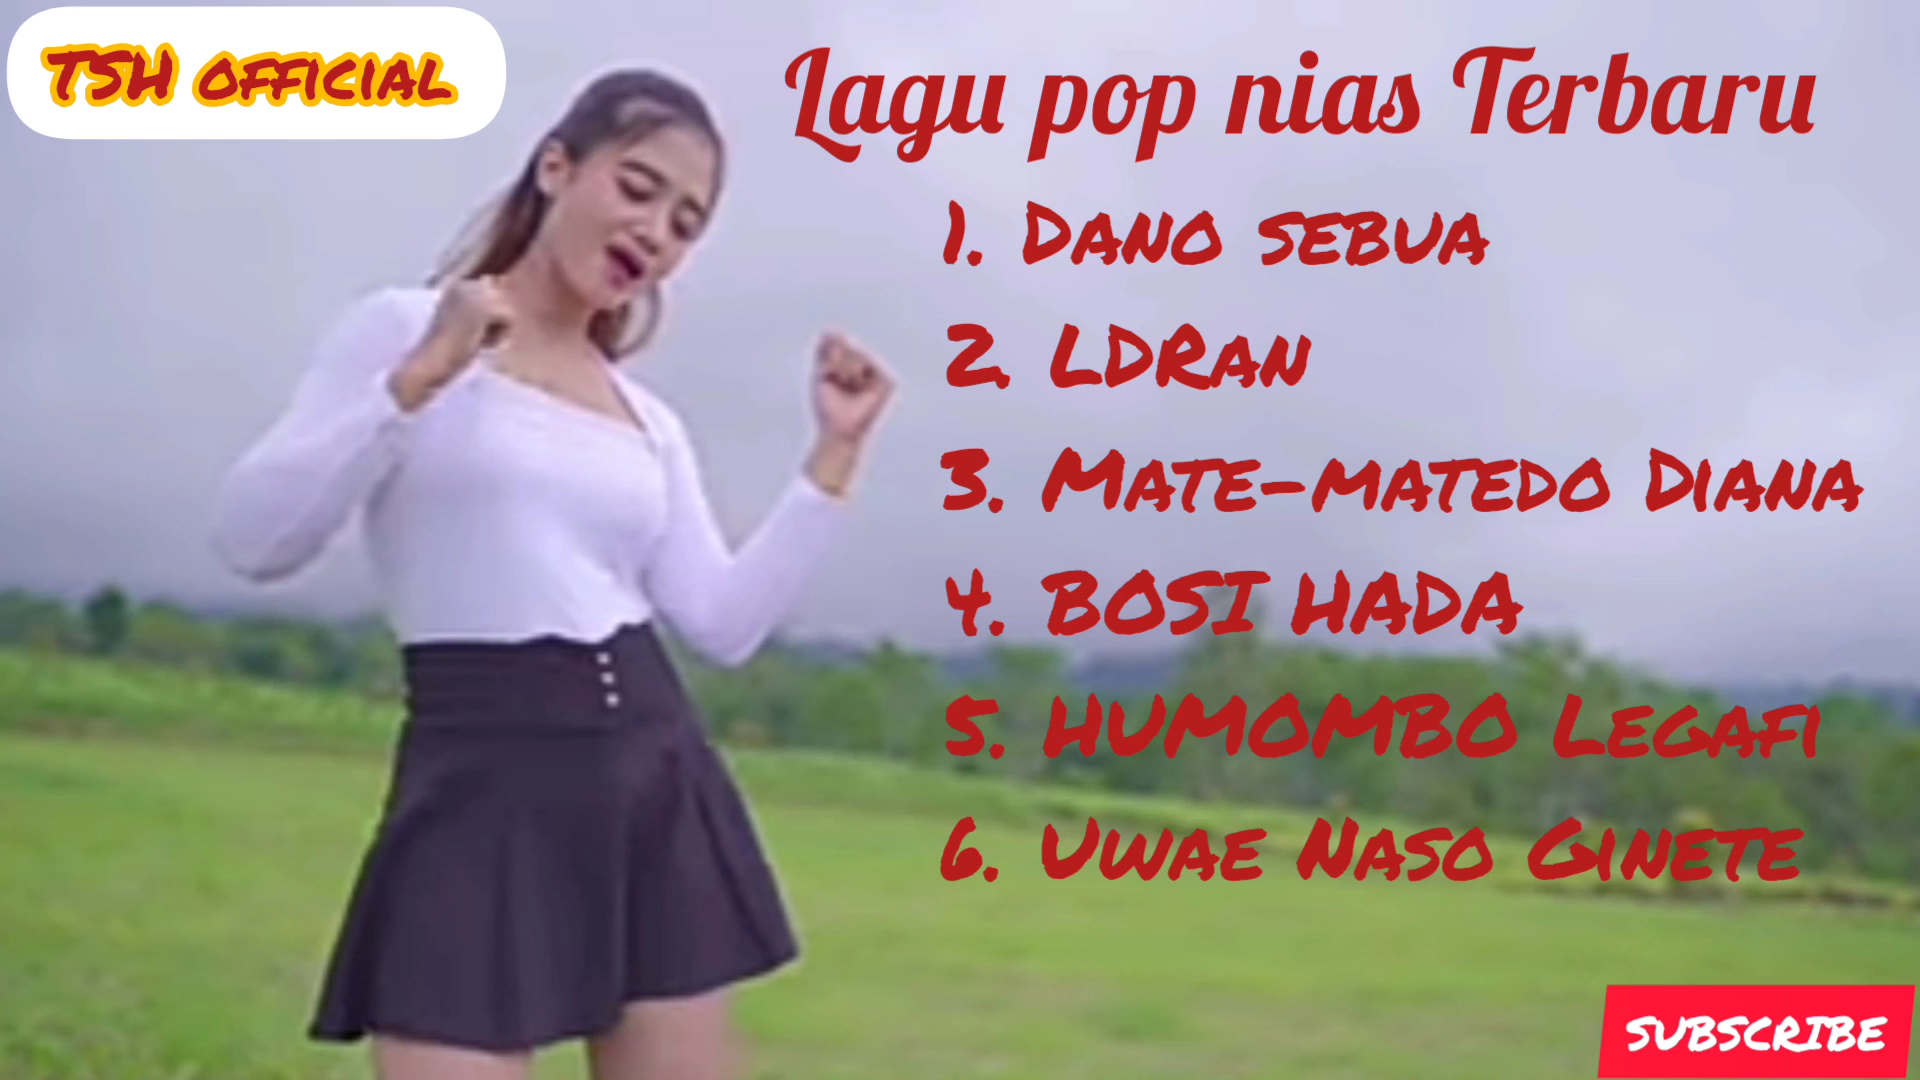 TSH OFFICIAL
Lagu pop nias Terbaru
1. DANO SEBUA
2. LDRAN
3. MATE-MATEDO DIANA
4. BOSI HADA
5. HUMOMBO LEGAFI
6. UWAE NASO GINETE
SUBSCRIBE